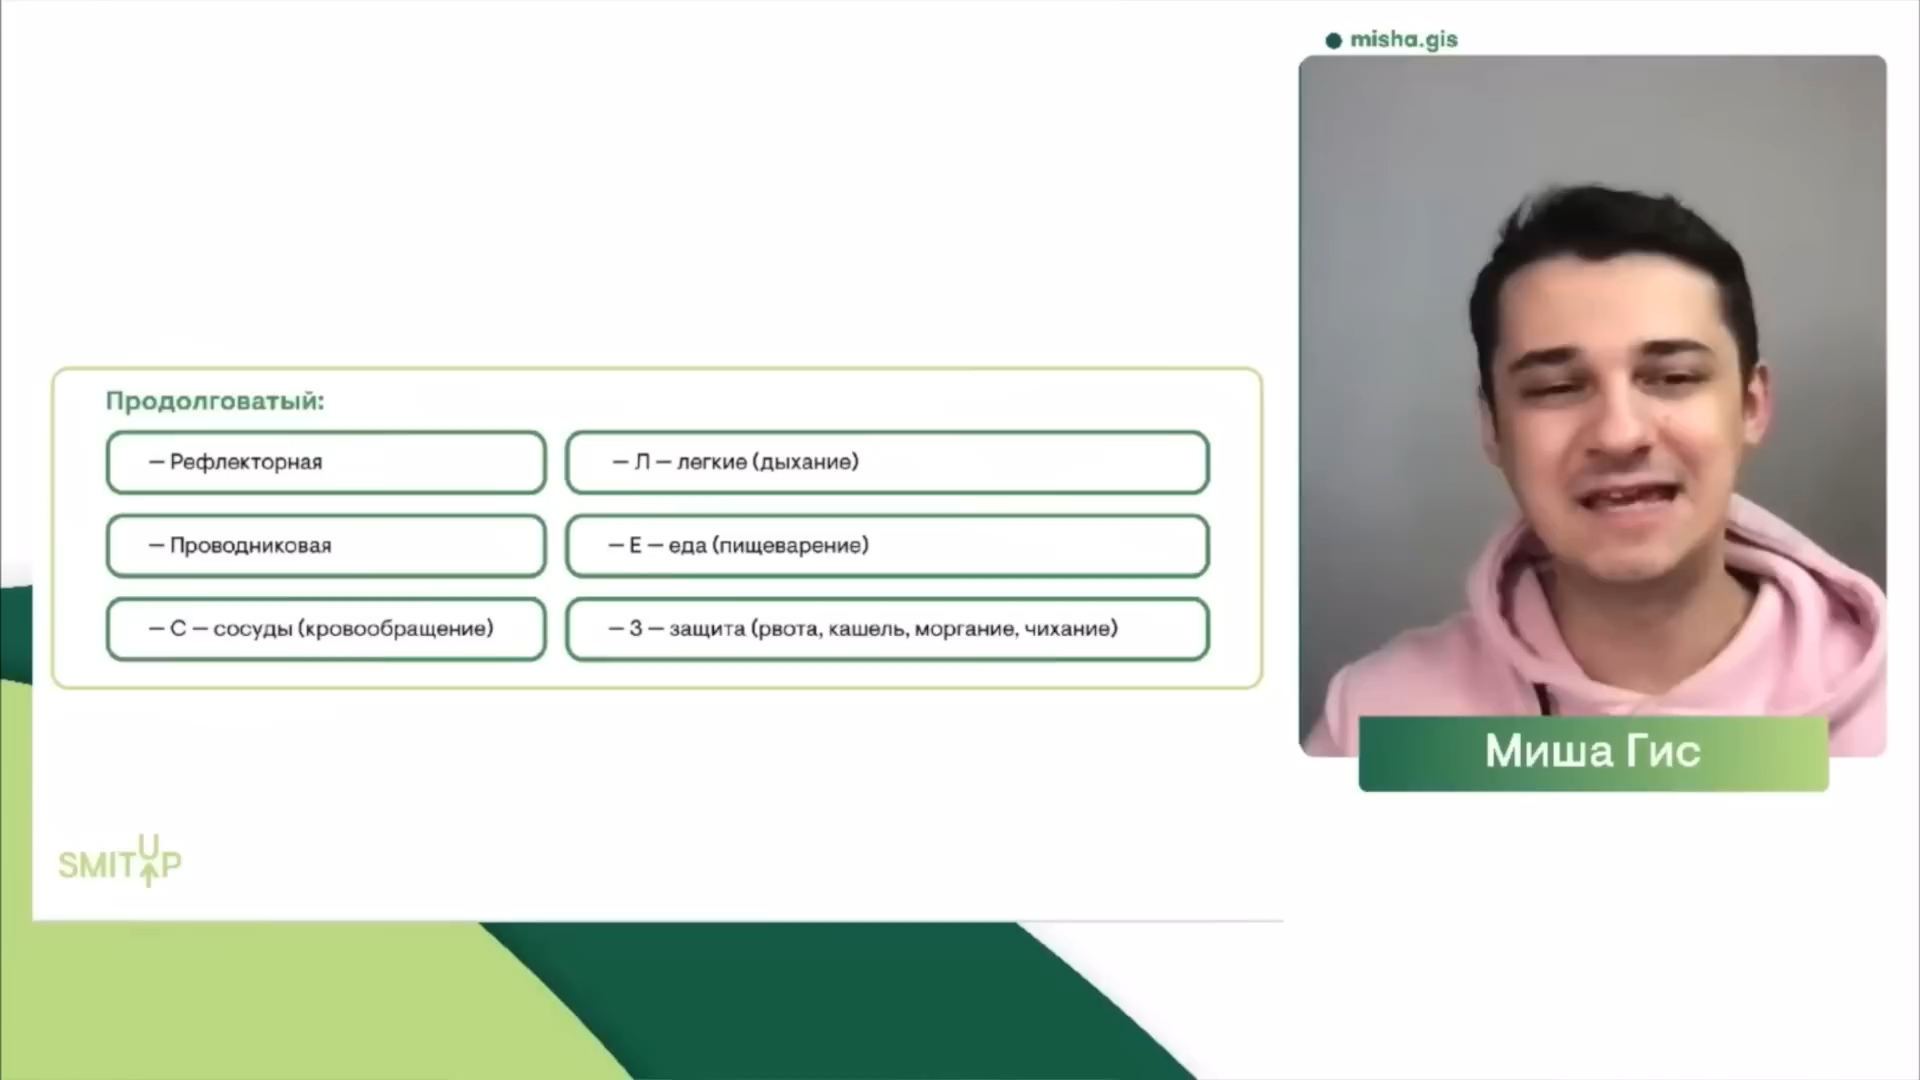 misha.gis
Продолговатый:
— Рефлекторная
— Л — легкие (дыхание)
— Проводниковая
— Е — еда (пищеварение)
— С — сосуды (кровообращение)
— З — защита (рвота, кашель, моргание, чихание)
Миша Гис
SMITUP